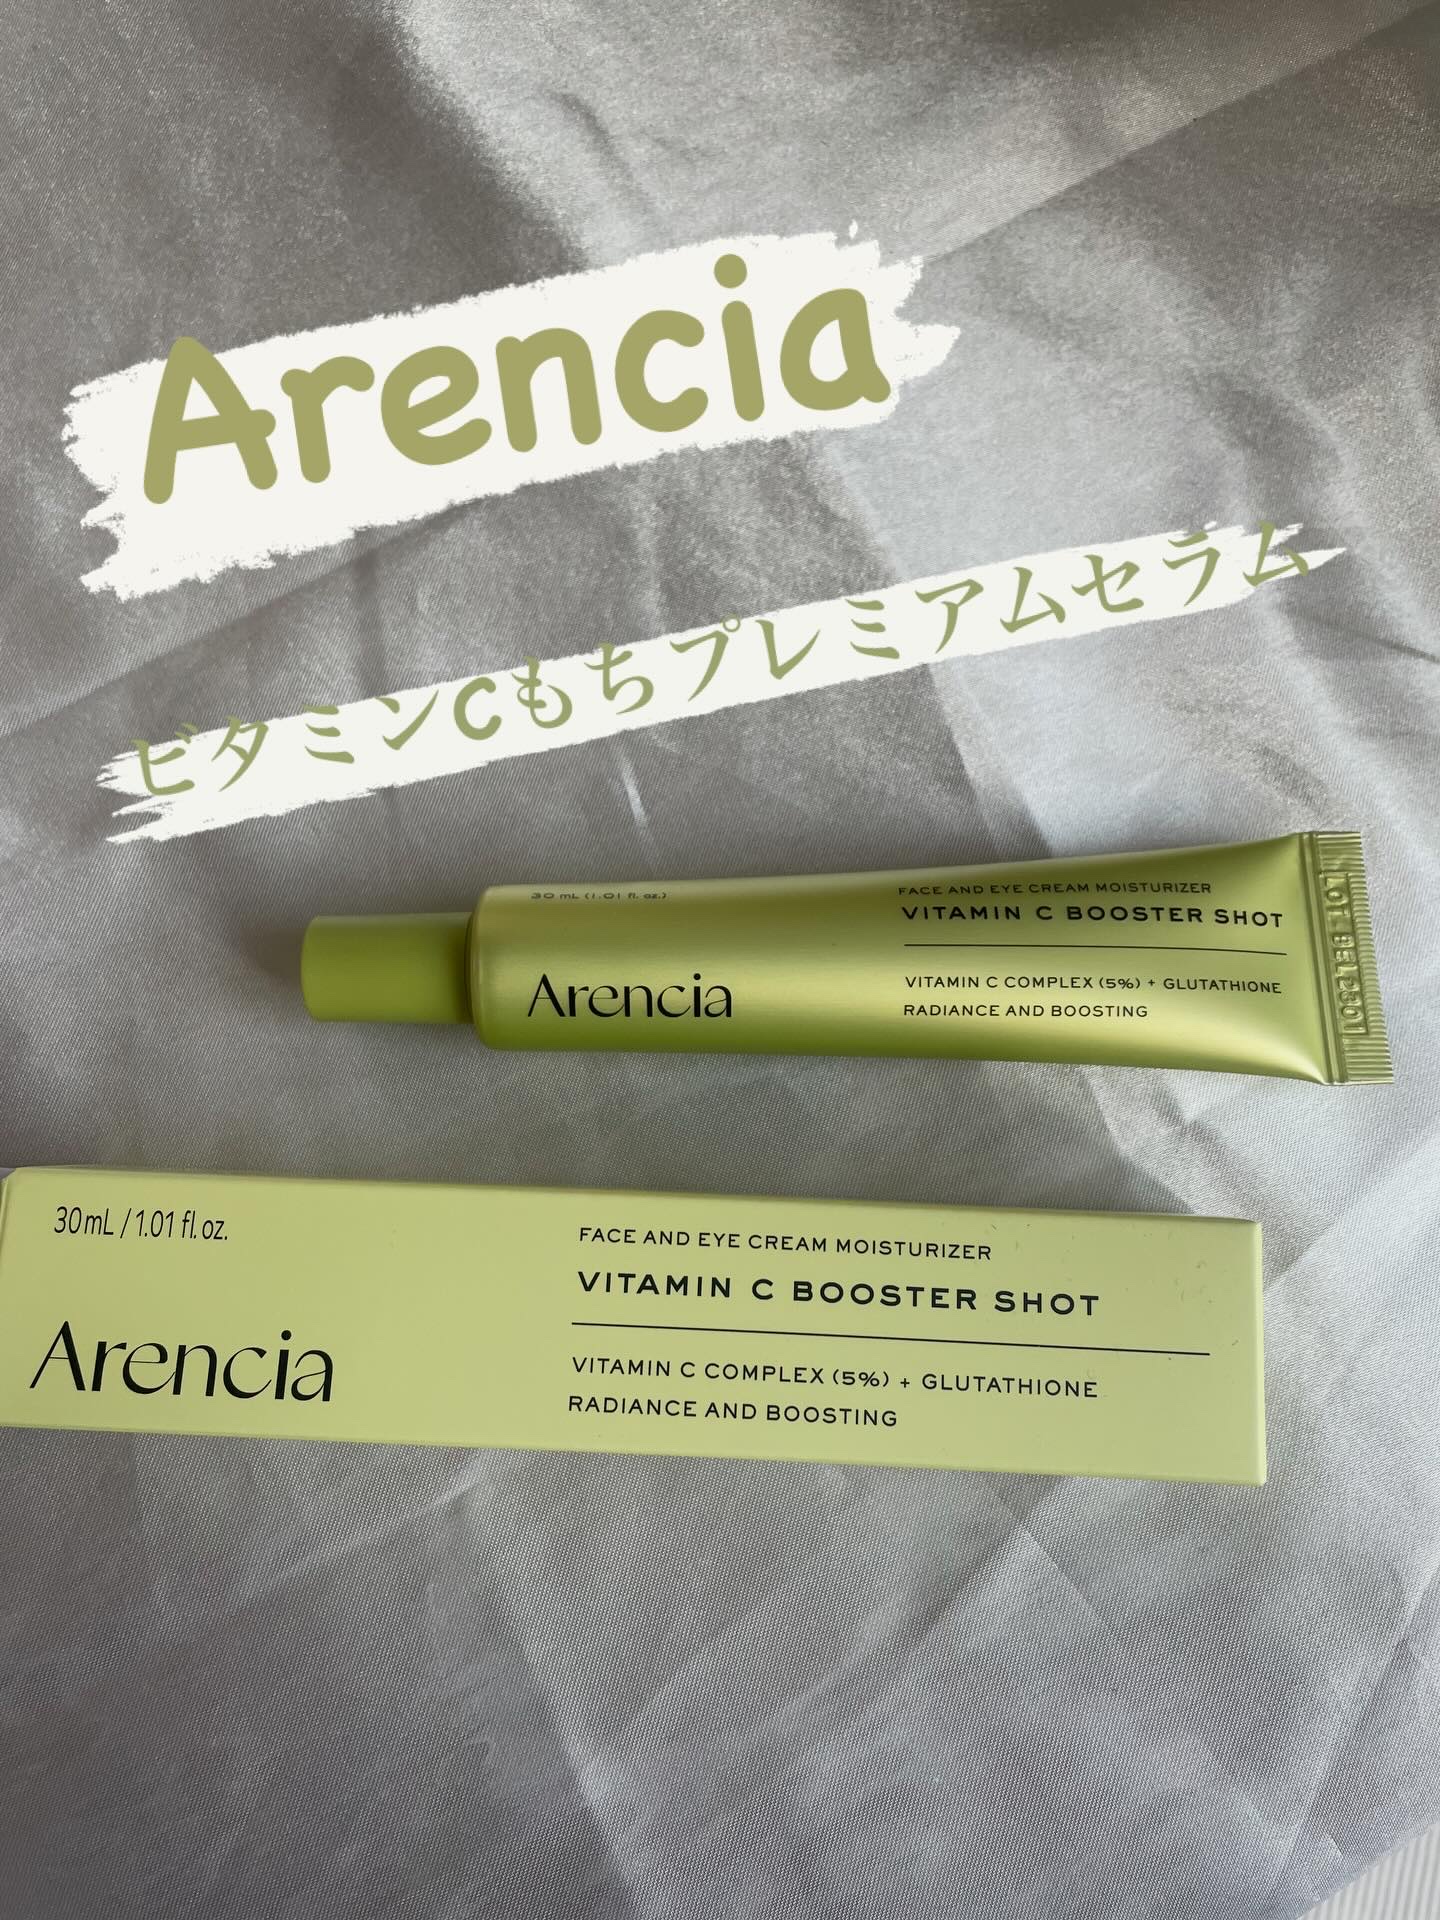 Arencia
ビタミンCもちプレミアムセラム
30 mL (1.01 fl. oz.)
Arencia
FACE AND EYE CREAM MOISTURIZER
VITAMIN C BOOSTER SHOT
VITAMIN C COMPLEX (5%) + GLUTATHIONE
RADIANCE AND BOOSTING
30mL / 1.01 fl. oz.
Arencia
FACE AND EYE CREAM MOISTURIZER
VITAMIN C BOOSTER SHOT
VITAMIN C COMPLEX (5%) + GLUTATHIONE
RADIANCE AND BOOSTING